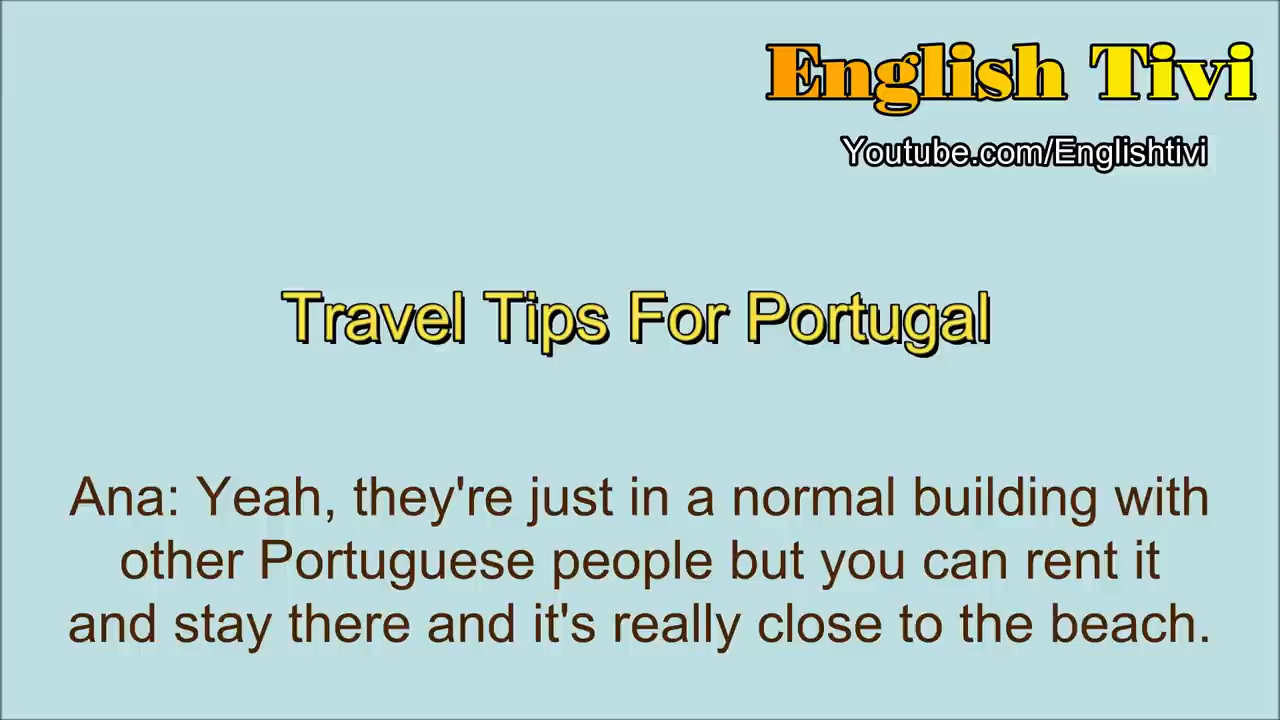 English Tivi
Youtube.com/Englishtivi
Travel Tips For Portugal
Ana: Yeah, they're just in a normal building with
other Portuguese people but you can rent it
and stay there and it's really close to the beach.